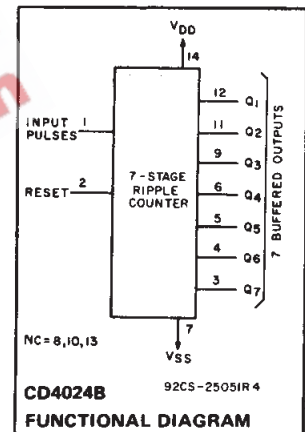 VDD
14
INPUT 1
PULSES
RESET 2
7-STAGE
RIPPLE
COUNTER
12 Q1
11 Q2
9 Q3
6 Q4
5 Q5
4 Q6
3 Q7
7 BUFFERED OUTPUTS
7
VSS
NC=8,10,13
92CS-25051R4
CD4024B
FUNCTIONAL DIAGRAM